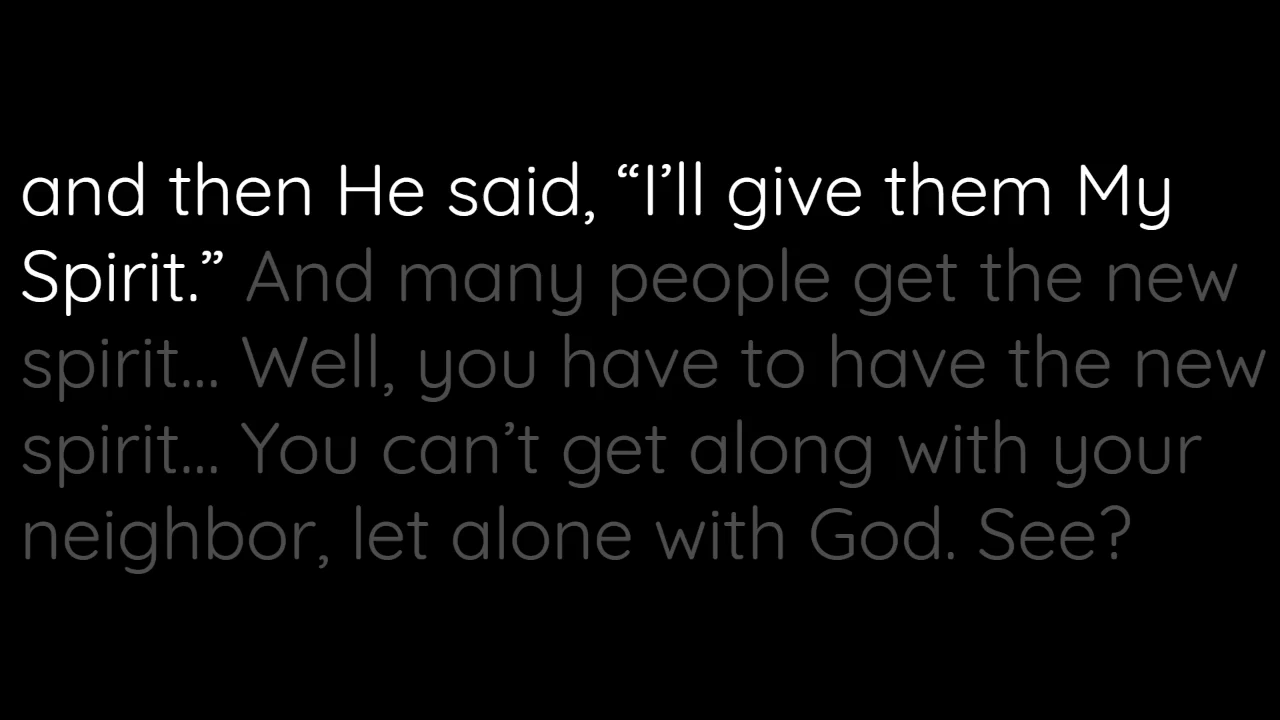 and then He said, “I’ll give them My
Spirit.” And many people get the new
spirit... Well, you have to have the new
spirit... You can’t get along with your
neighbor, let alone with God. See?